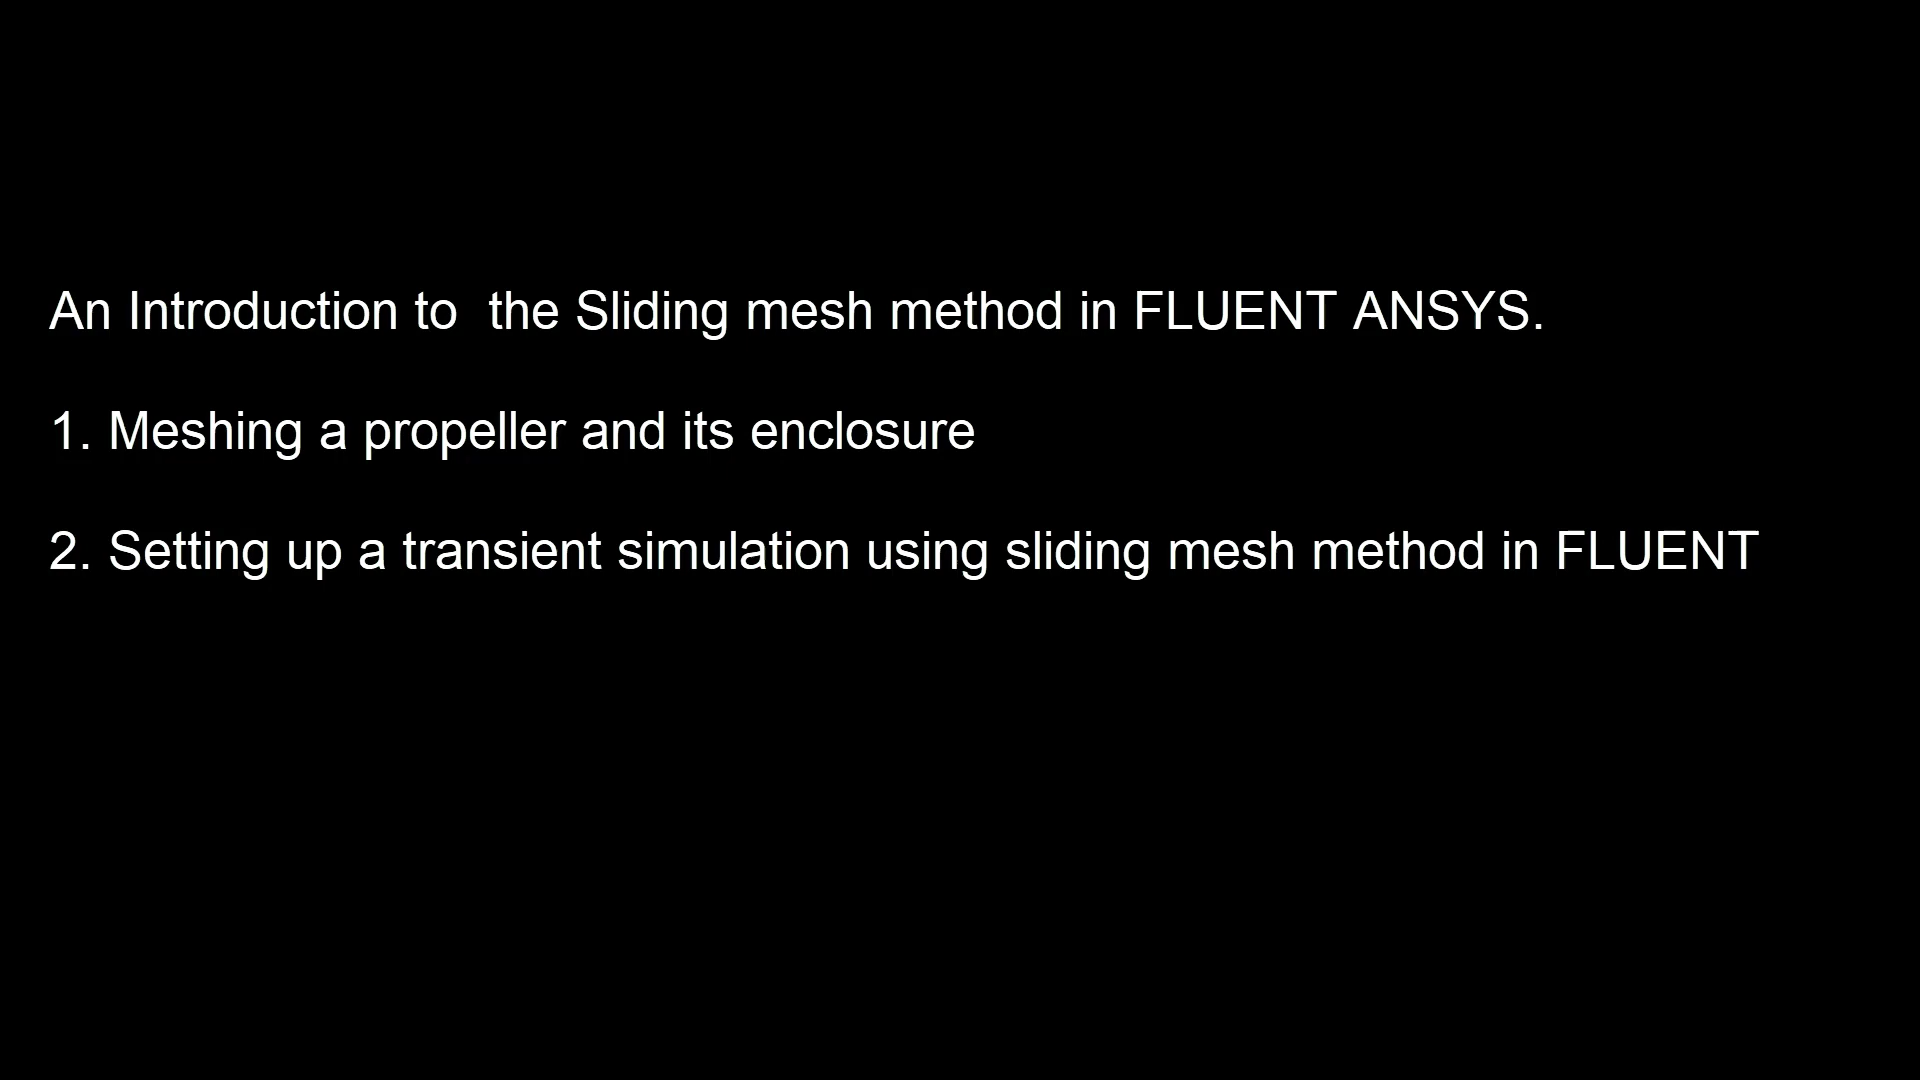 An Introduction to  the Sliding mesh method in FLUENT ANSYS.
1. Meshing a propeller and its enclosure
2. Setting up a transient simulation using sliding mesh method in FLUENT